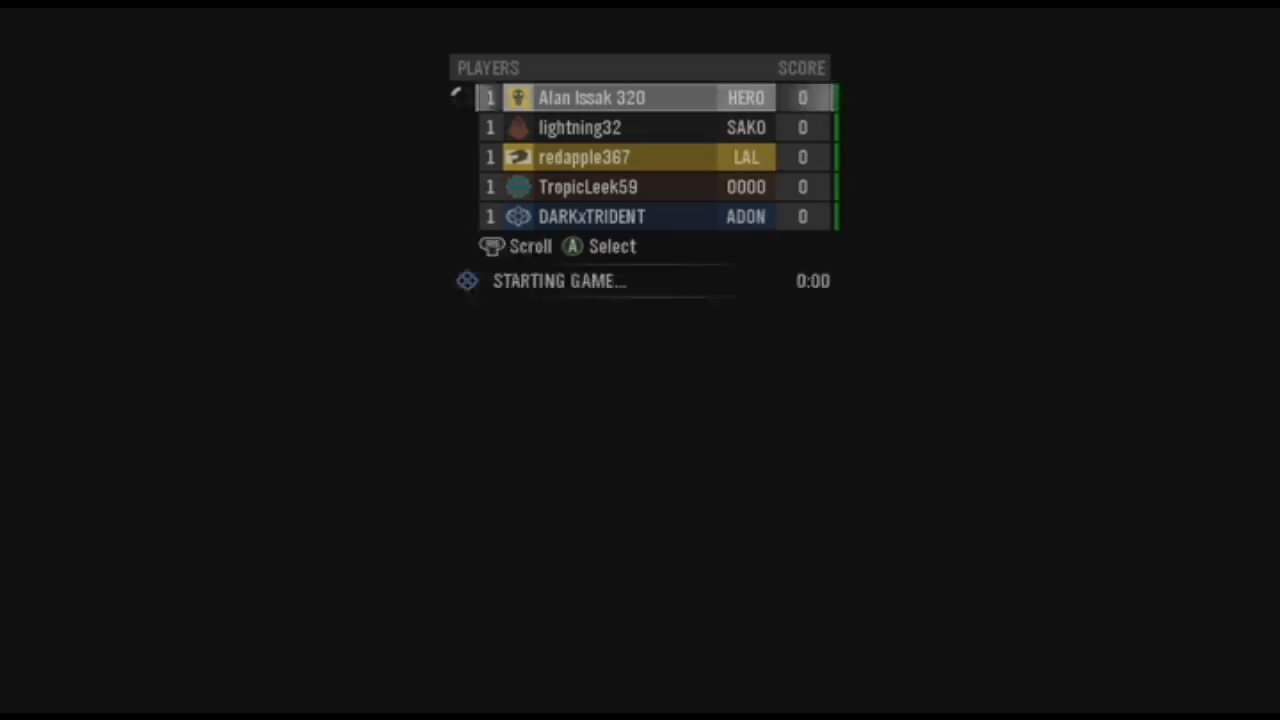 PLAYERS SCORE
1 Alan Issak 320 HERO 0
1 lightning32 SAKO 0
1 redapple367 LAL 0
1 TropicLeek59 OOOO 0
1 DARKxTRIDENT ADON 0
Scroll A Select
STARTING GAME... 0:00